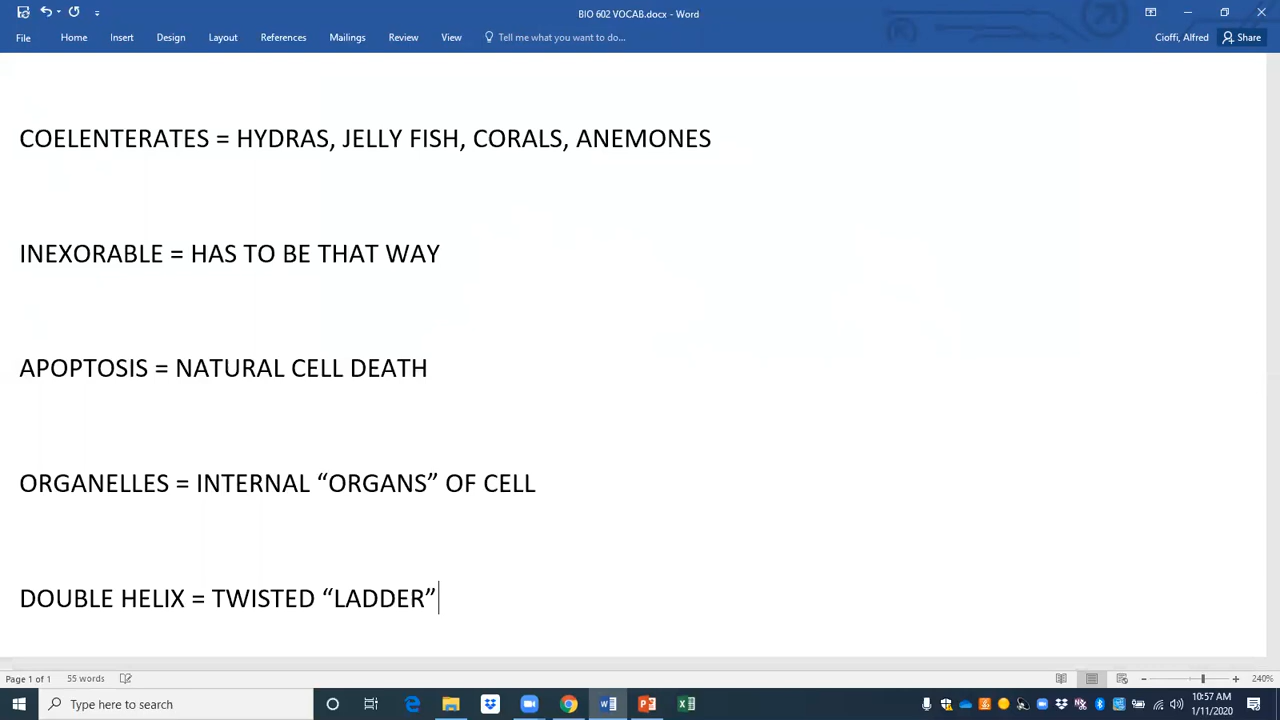 BIO 602 VOCAB.docx - Word
File Home Insert Design Layout References Mailings Review View Tell me what you want to do... Cioffi, Alfred Share
COELENTERATES = HYDRAS, JELLY FISH, CORALS, ANEMONES
INEXORABLE = HAS TO BE THAT WAY
APOPTOSIS = NATURAL CELL DEATH
ORGANELLES = INTERNAL “ORGANS” OF CELL
DOUBLE HELIX = TWISTED “LADDER”
Page 1 of 1 55 words 240%
Type here to search
10:57 AM
1/11/2020